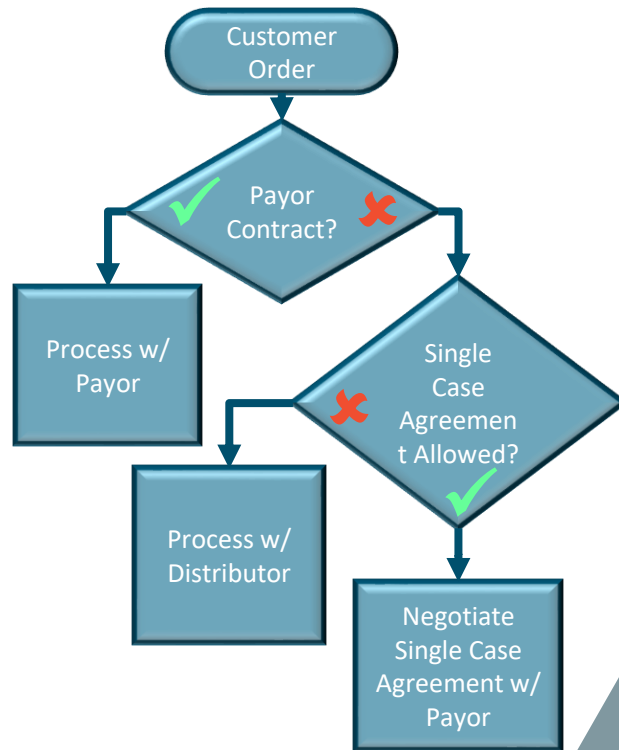 Customer
Order
Payor
Contract?
Process w/
Payor
Single
Case
Agreemen
t Allowed?
Process w/
Distributor
Negotiate
Single Case
Agreement w/
Payor